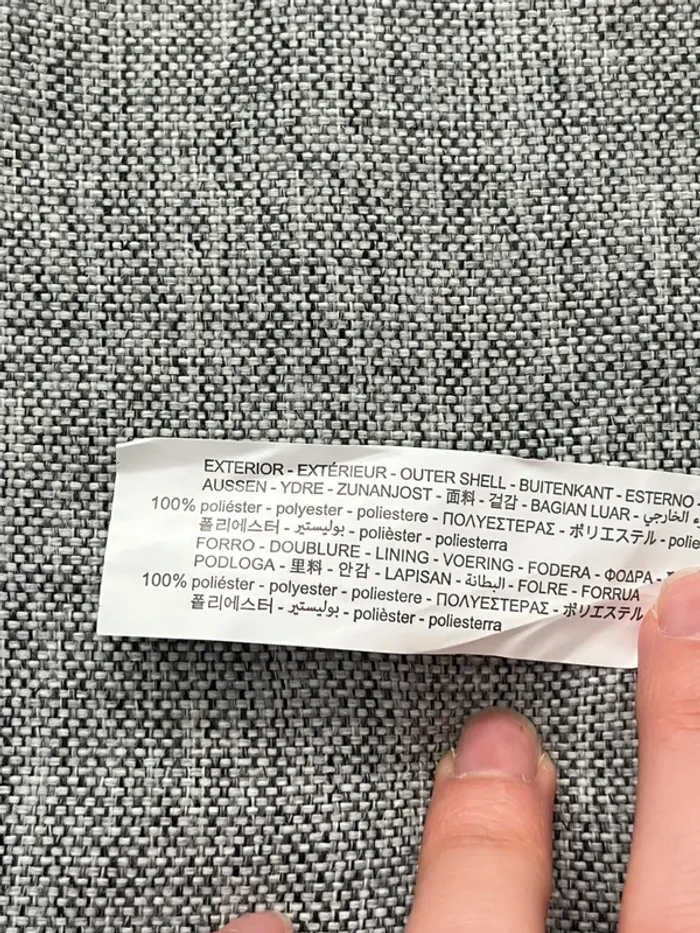 EXTERIOR - EXTÉRIEUR - OUTER SHELL - BUITENKANT - ESTERNO -
AUSSEN - YDRE - ZUNANJOST - 面料 - 겉감 - BAGIAN LUAR - الخارجي -
100% poliéster - polyester - poliestere - ΠΟΛΥΕΣΤΕΡΑΣ - ポリエステル - polie
폴리에스터 - بوليستير - polièster - poliesterra
FORRO - DOUBLURE - LINING - VOERING - FODERA - ΦΟΔΡΑ -
PODLOGA - 里料 - 안감 - LAPISAN - البطانة - FOLRE - FORRUA
100% poliéster - polyester - poliestere - ΠΟΛΥΕΣΤΕΡΑΣ - ポリエステル
폴리에스터 - بوليستير - polièster - poliesterra